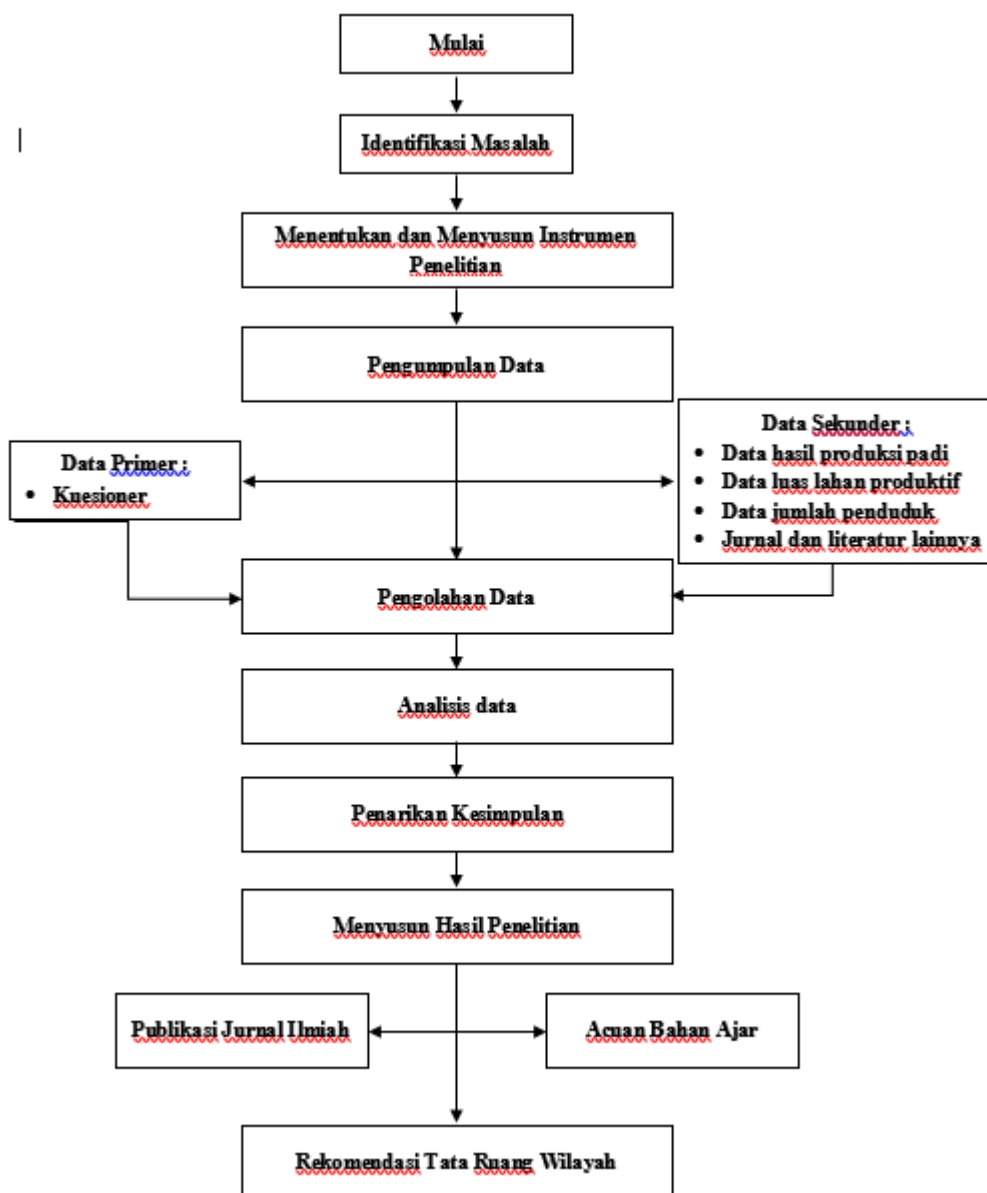 Mulai
Identifikasi Masalah
Menentukan dan Menyusun Instrumen
Penelitian
Pengumpulan Data
Data Primer :
• Kuesioner
Data Sekunder :
• Data hasil produksi padi
• Data luas lahan produktif
• Data jumlah penduduk
• Jurnal dan literatur lainnya
Pengolahan Data
Analisis data
Penarikan Kesimpulan
Menyusun Hasil Penelitian
Publikasi Jurnal Ilmiah
Acuan Bahan Ajar
Rekomendasi Tata Ruang Wilayah